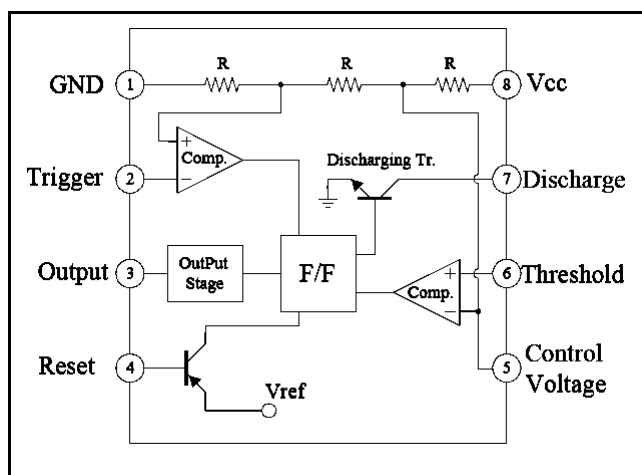 R R R
GND 1 8 Vcc
+
Comp.
−
Trigger 2
Discharging Tr.
7 Discharge
Output 3
OutPut
Stage
F/F
+
Comp.
−
6 Threshold
Reset 4
Vref
5 Control
Voltage